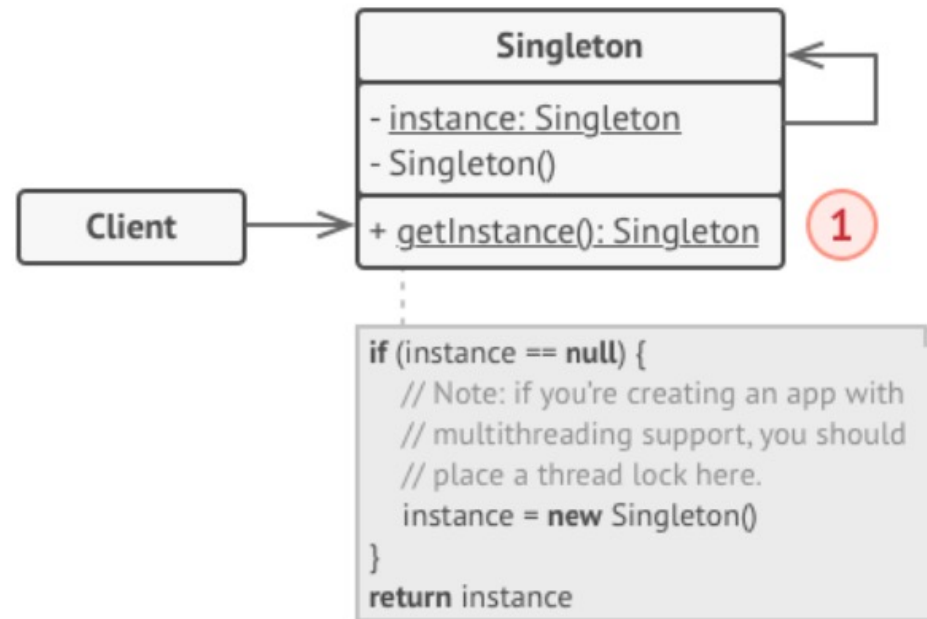 Singleton
- instance: Singleton
- Singleton()
Client
+ getInstance(): Singleton
1
if (instance == null) {
// Note: if you're creating an app with
// multithreading support, you should
// place a thread lock here.
instance = new Singleton()
}
return instance